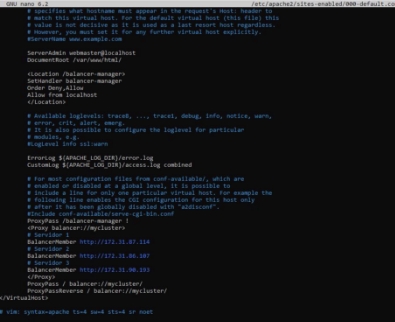 GNU nano 6.2 /etc/apache2/sites-enabled/000-default.co
# specifies what hostname must appear in the request's Host: header to
# match this virtual host. For the default virtual host (this file) this
# value is not decisive as it is used as a last resort host regardless.
# However, you must set it for any further virtual host explicitly.
#ServerName www.example.com
ServerAdmin webmaster@localhost
DocumentRoot /var/www/html/
<Location /balancer-manager>
SetHandler balancer-manager
Order Deny,Allow
Allow from localhost
</Location>
# Available loglevels: trace8, ..., trace1, debug, info, notice, warn,
# error, crit, alert, emerg.
# It is also possible to configure the loglevel for particular
# modules, e.g.
#LogLevel info ssl:warn
ErrorLog ${APACHE_LOG_DIR}/error.log
CustomLog ${APACHE_LOG_DIR}/access.log combined
# For most configuration files from conf-available/, which are
# enabled or disabled at a global level, it is possible to
# include a line for only one particular virtual host. For example the
# following line enables the CGI configuration for this host only
# after it has been globally disabled with "a2disconf".
#Include conf-available/serve-cgi-bin.conf
ProxyPass /balancer-manager !
<Proxy balancer://mycluster>
# Servidor 1
BalancerMember http://172.31.87.114
# Servidor 2
BalancerMember http://172.31.86.107
# Servidor 3
BalancerMember http://172.31.90.193
</Proxy>
ProxyPass / balancer://mycluster/
ProxyPassReverse / balancer://mycluster/
</VirtualHost>
# vim: syntax=apache ts=4 sw=4 sts=4 sr noet